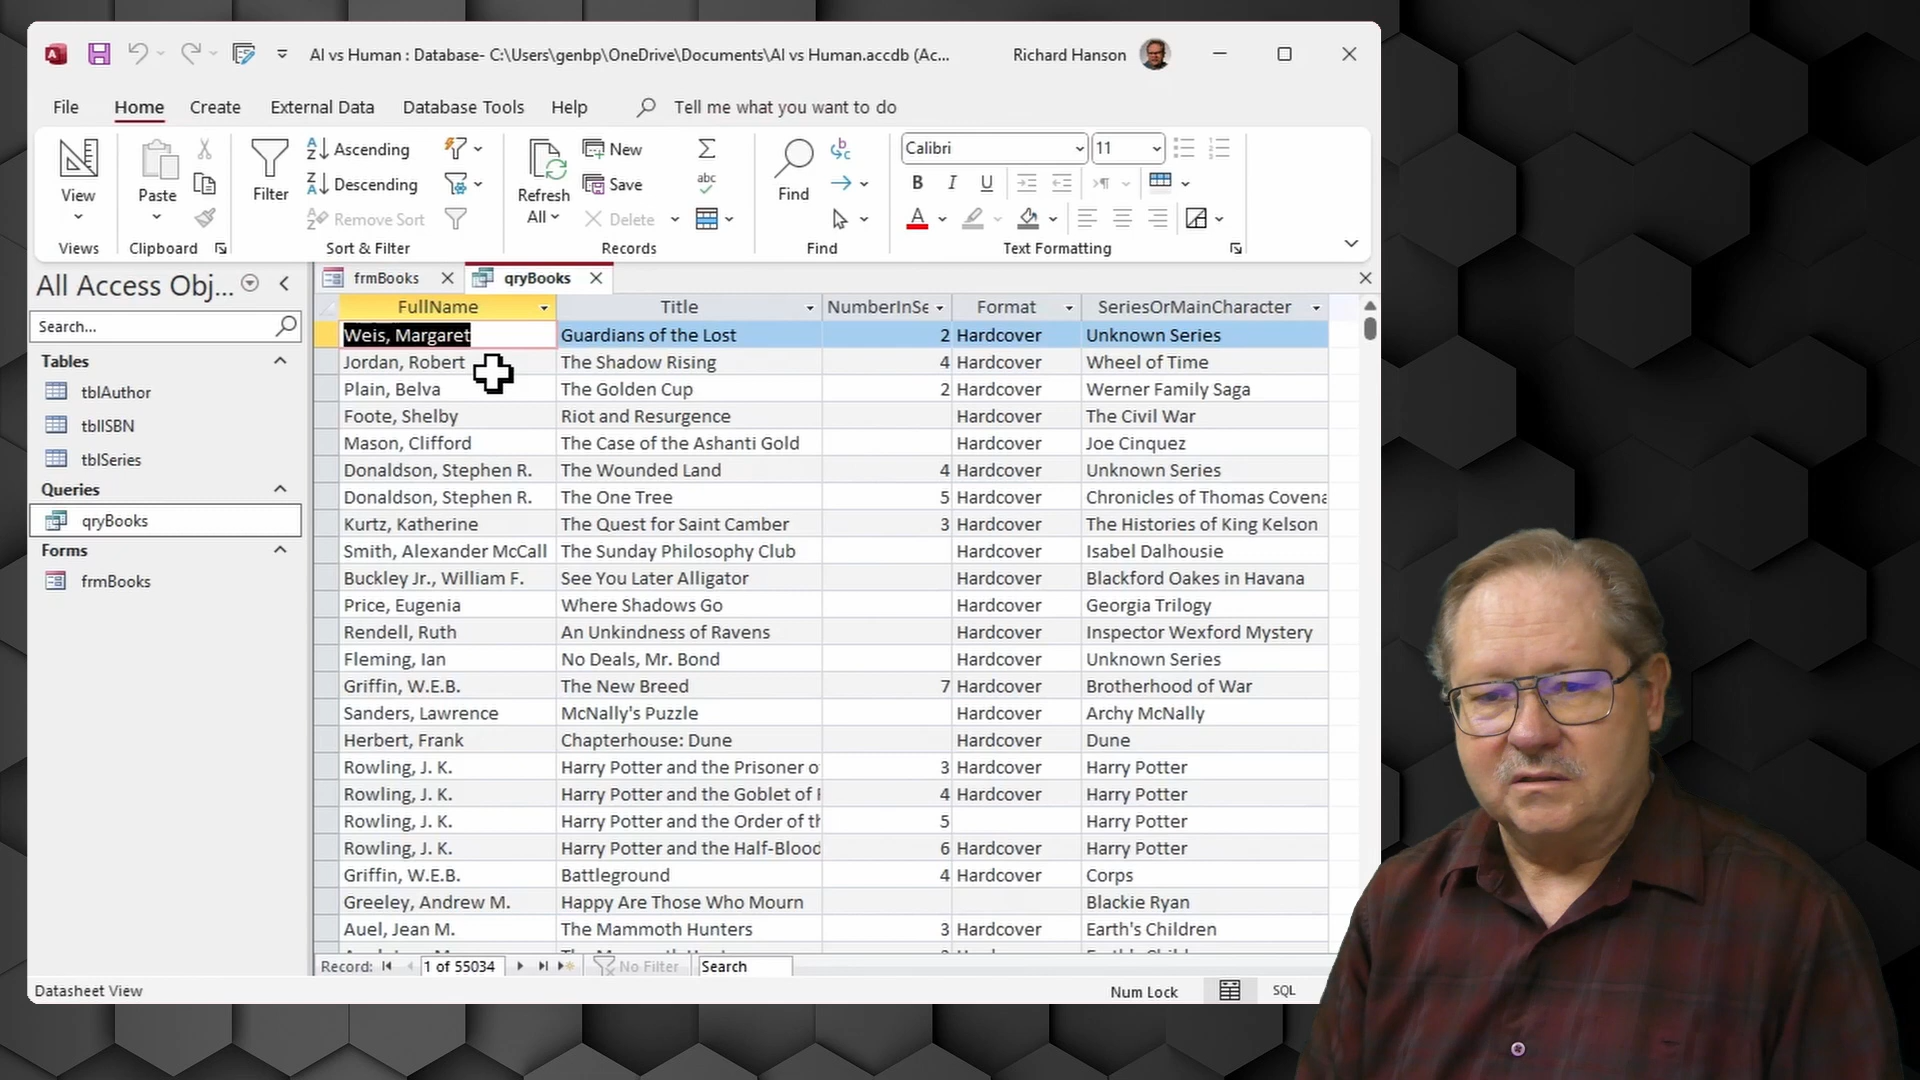 AI vs Human : Database- C:\Users\genbp\OneDrive\Documents\AI vs Human.accdb (Ac...
Richard Hanson
File Home Create External Data Database Tools Help Tell me what you want to do
View
Views
Paste
Clipboard
Filter
Ascending
Descending
Remove Sort
Sort & Filter
Refresh All
New
Save
Delete
Records
Find
Find
Calibri 11
B I U
Text Formatting
All Access Obj...
Search...
Tables
tblAuthor
tblISBN
tblSeries
Queries
qryBooks
Forms
frmBooks
frmBooks qryBooks
FullName Title NumberInSe Format SeriesOrMainCharacter
Weis, Margaret Guardians of the Lost 2 Hardcover Unknown Series
Jordan, Robert The Shadow Rising 4 Hardcover Wheel of Time
Plain, Belva The Golden Cup 2 Hardcover Werner Family Saga
Foote, Shelby Riot and Resurgence Hardcover The Civil War
Mason, Clifford The Case of the Ashanti Gold Hardcover Joe Cinquez
Donaldson, Stephen R. The Wounded Land 4 Hardcover Unknown Series
Donaldson, Stephen R. The One Tree 5 Hardcover Chronicles of Thomas Covena
Kurtz, Katherine The Quest for Saint Camber 3 Hardcover The Histories of King Kelson
Smith, Alexander McCall The Sunday Philosophy Club Hardcover Isabel Dalhousie
Buckley Jr., William F. See You Later Alligator Hardcover Blackford Oakes in Havana
Price, Eugenia Where Shadows Go Hardcover Georgia Trilogy
Rendell, Ruth An Unkindness of Ravens Hardcover Inspector Wexford Mystery
Fleming, Ian No Deals, Mr. Bond Hardcover Unknown Series
Griffin, W.E.B. The New Breed 7 Hardcover Brotherhood of War
Sanders, Lawrence McNally's Puzzle Hardcover Archy McNally
Herbert, Frank Chapterhouse: Dune Hardcover Dune
Rowling, J. K. Harry Potter and the Prisoner o 3 Hardcover Harry Potter
Rowling, J. K. Harry Potter and the Goblet of F 4 Hardcover Harry Potter
Rowling, J. K. Harry Potter and the Order of th 5 Harry Potter
Rowling, J. K. Harry Potter and the Half-Blood 6 Hardcover Harry Potter
Griffin, W.E.B. Battleground 4 Hardcover Corps
Greeley, Andrew M. Happy Are Those Who Mourn Blackie Ryan
Auel, Jean M. The Mammoth Hunters 3 Hardcover Earth's Children
Record: 1 of 55034 No Filter Search
Datasheet View Num Lock SQL